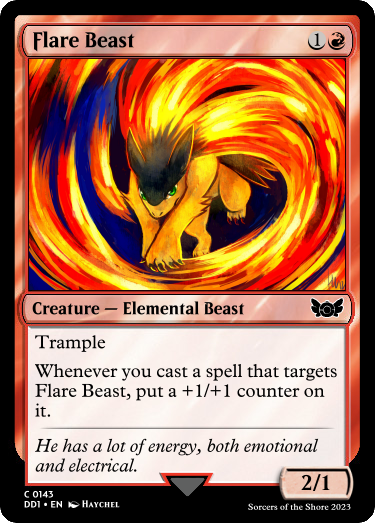 Flare Beast
1
Creature — Elemental Beast
Trample
Whenever you cast a spell that targets
Flare Beast, put a +1/+1 counter on
it.
He has a lot of energy, both emotional
and electrical.
2/1
C 0143
DD1 • EN Haychel
Sorcers of the Shore 2023